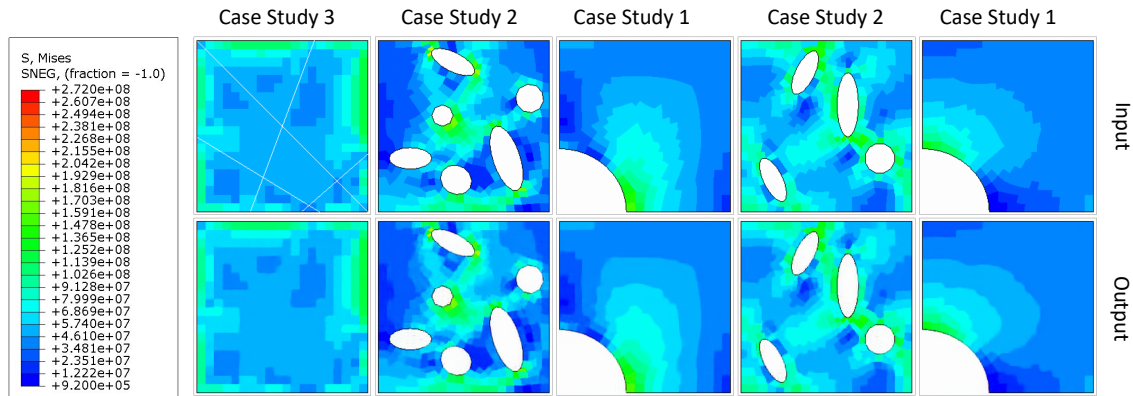 Case Study 3
Case Study 2
Case Study 1
Case Study 2
Case Study 1
S, Mises
SNEG, (fraction = -1.0)
+2.720e+08
+2.607e+08
+2.494e+08
+2.381e+08
+2.268e+08
+2.155e+08
+2.042e+08
+1.929e+08
+1.816e+08
+1.703e+08
+1.591e+08
+1.478e+08
+1.365e+08
+1.252e+08
+1.139e+08
+1.026e+08
+9.128e+07
+7.999e+07
+6.869e+07
+5.740e+07
+4.610e+07
+3.481e+07
+2.351e+07
+1.222e+07
+9.200e+05
Input
Output